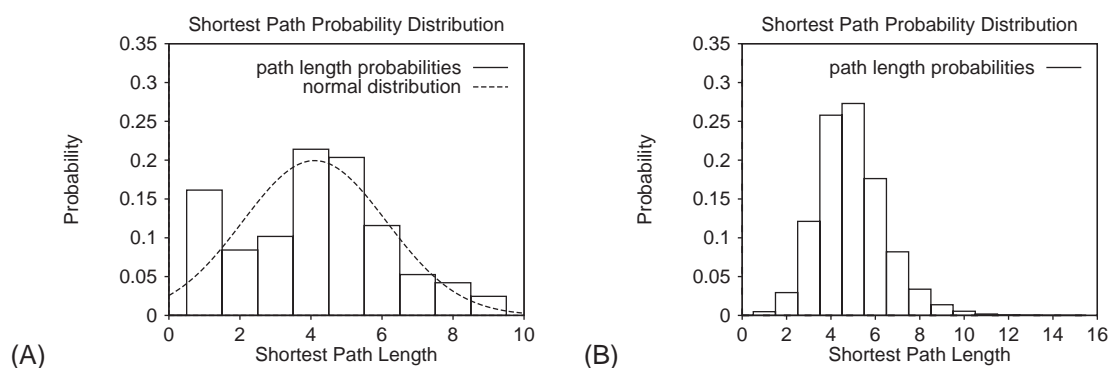 Shortest Path Probability Distribution
0.35
0.3
0.25
0.2
0.15
0.1
0.05
0
Probability
path length probabilities
normal distribution
0 2 4 6 8 10
Shortest Path Length
(A)
Shortest Path Probability Distribution
0.35
0.3
0.25
0.2
0.15
0.1
0.05
0
Probability
path length probabilities
0 2 4 6 8 10 12 14 16
Shortest Path Length
(B)